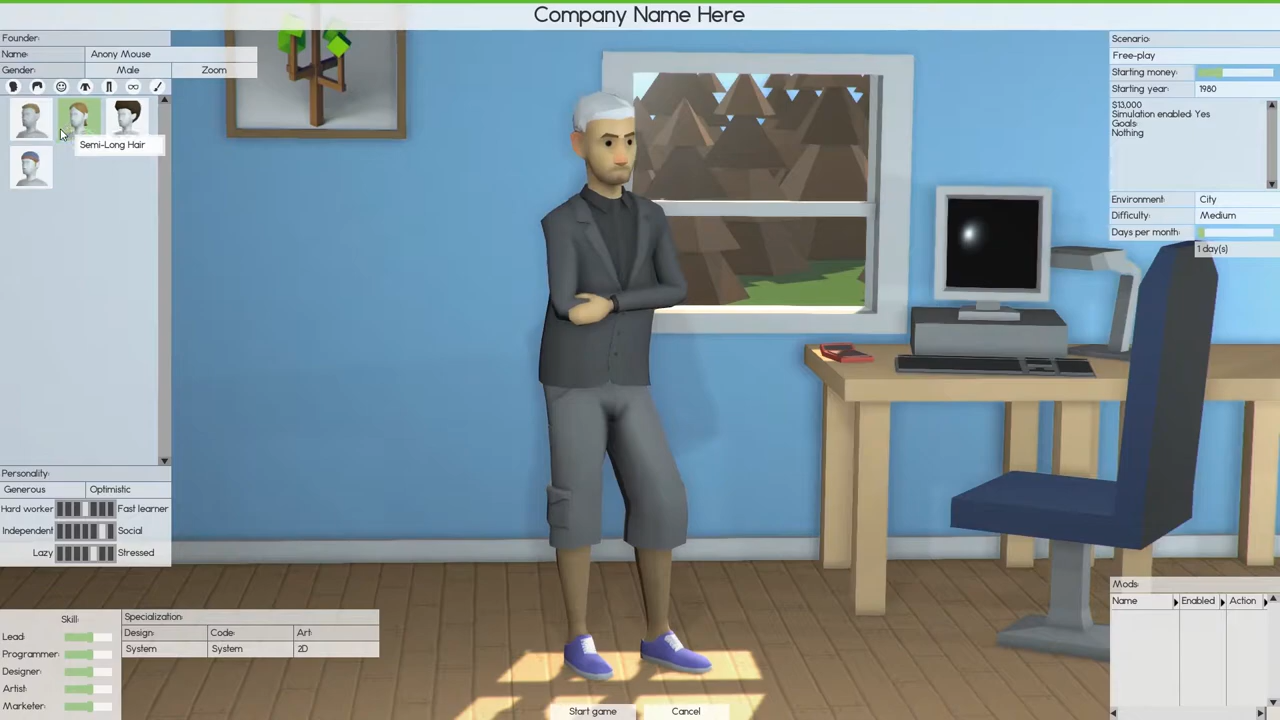 Company Name Here
Founder:
Name: Anony Mouse
Gender: Male Zoom
Semi-Long Hair
Personality:
Generous Optimistic
Hard worker Fast learner
Independent Social
Lazy Stressed
Skill:
Lead:
Programmer:
Designer:
Artist:
Marketer:
Specialization:
Design: Code: Art:
System System 2D
Start game Cancel
Scenario:
Free-play
Starting money:
Starting year: 1980
$13,000
Simulation enabled: Yes
Goals:
Nothing
Environment: City
Difficulty: Medium
Days per month:
1 day(s)
Mods:
Name Enabled Action